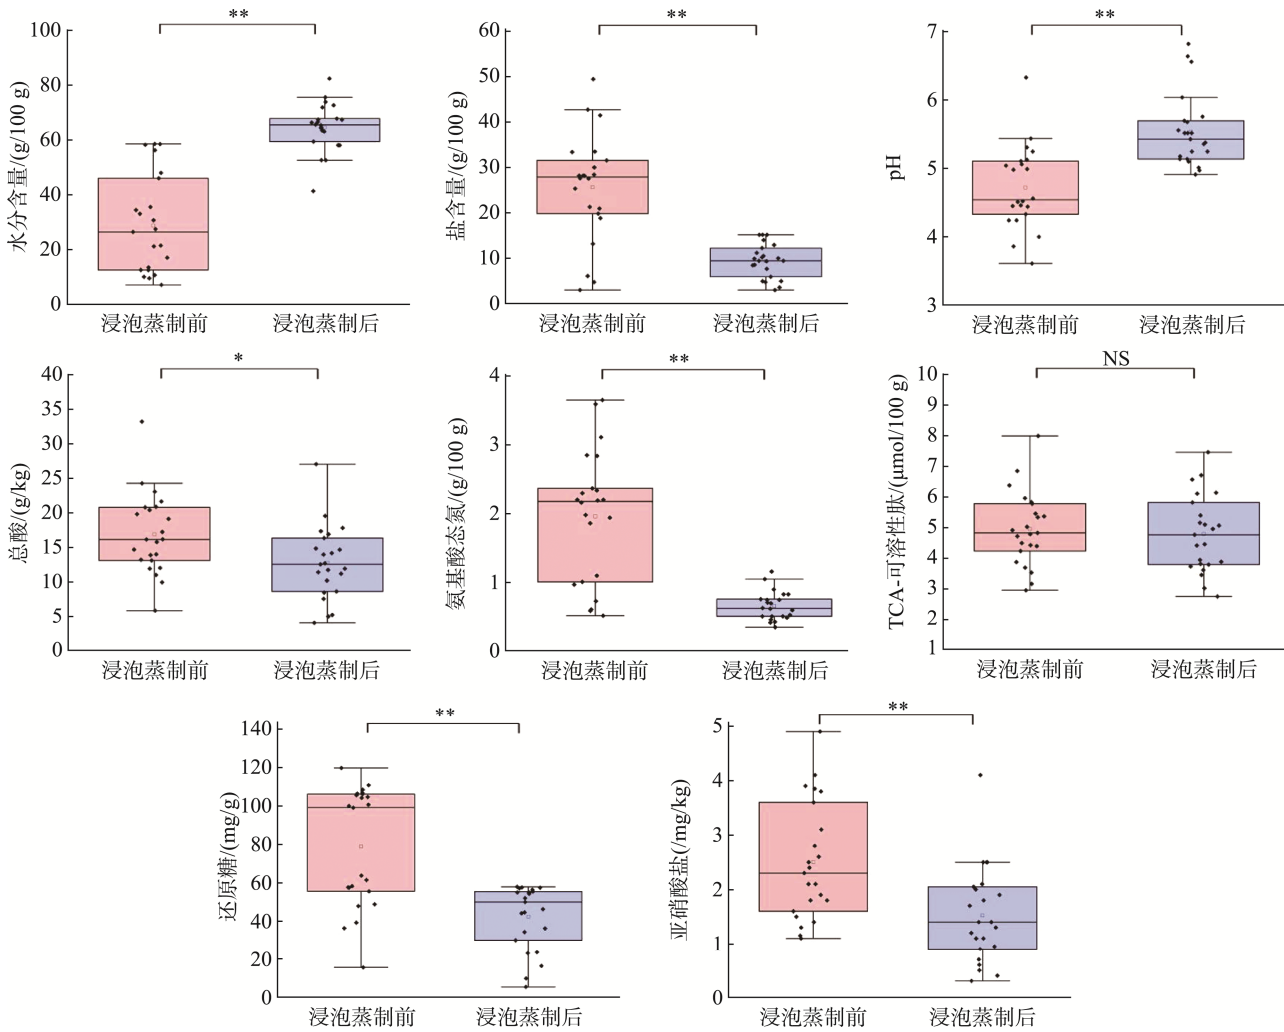 **
100
80
60
40
20
0
水分含量/(g/100 g)
浸泡蒸制前
浸泡蒸制后
**
60
50
40
30
20
10
0
盐含量/(g/100 g)
浸泡蒸制前
浸泡蒸制后
**
7
6
5
4
3
pH
浸泡蒸制前
浸泡蒸制后
*
40
35
30
25
20
15
10
5
0
总酸/(g/kg)
浸泡蒸制前
浸泡蒸制后
**
4
3
2
1
0
氨基酸态氮/(g/100 g)
浸泡蒸制前
浸泡蒸制后
NS
10
9
8
7
6
5
4
3
2
1
TCA-可溶性肽/(μmol/100 g)
浸泡蒸制前
浸泡蒸制后
**
140
120
100
80
60
40
20
0
还原糖/(mg/g)
浸泡蒸制前
浸泡蒸制后
**
5
4
3
2
1
0
亚硝酸盐(/mg/kg)
浸泡蒸制前
浸泡蒸制后